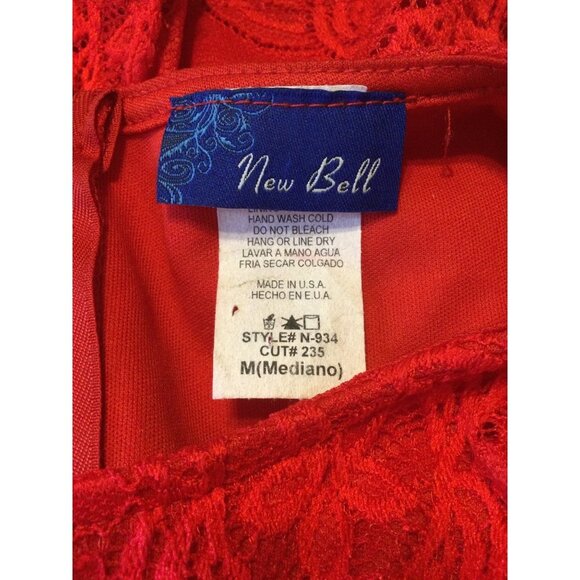 New Bell
HAND WASH COLD
DO NOT BLEACH
HANG OR LINE DRY
LAVAR A MANO AGUA
FRIA SECAR COLGADO
MADE IN U.S.A.
HECHO EN E.U.A.
STYLE# N-934
CUT# 235
M(Mediano)